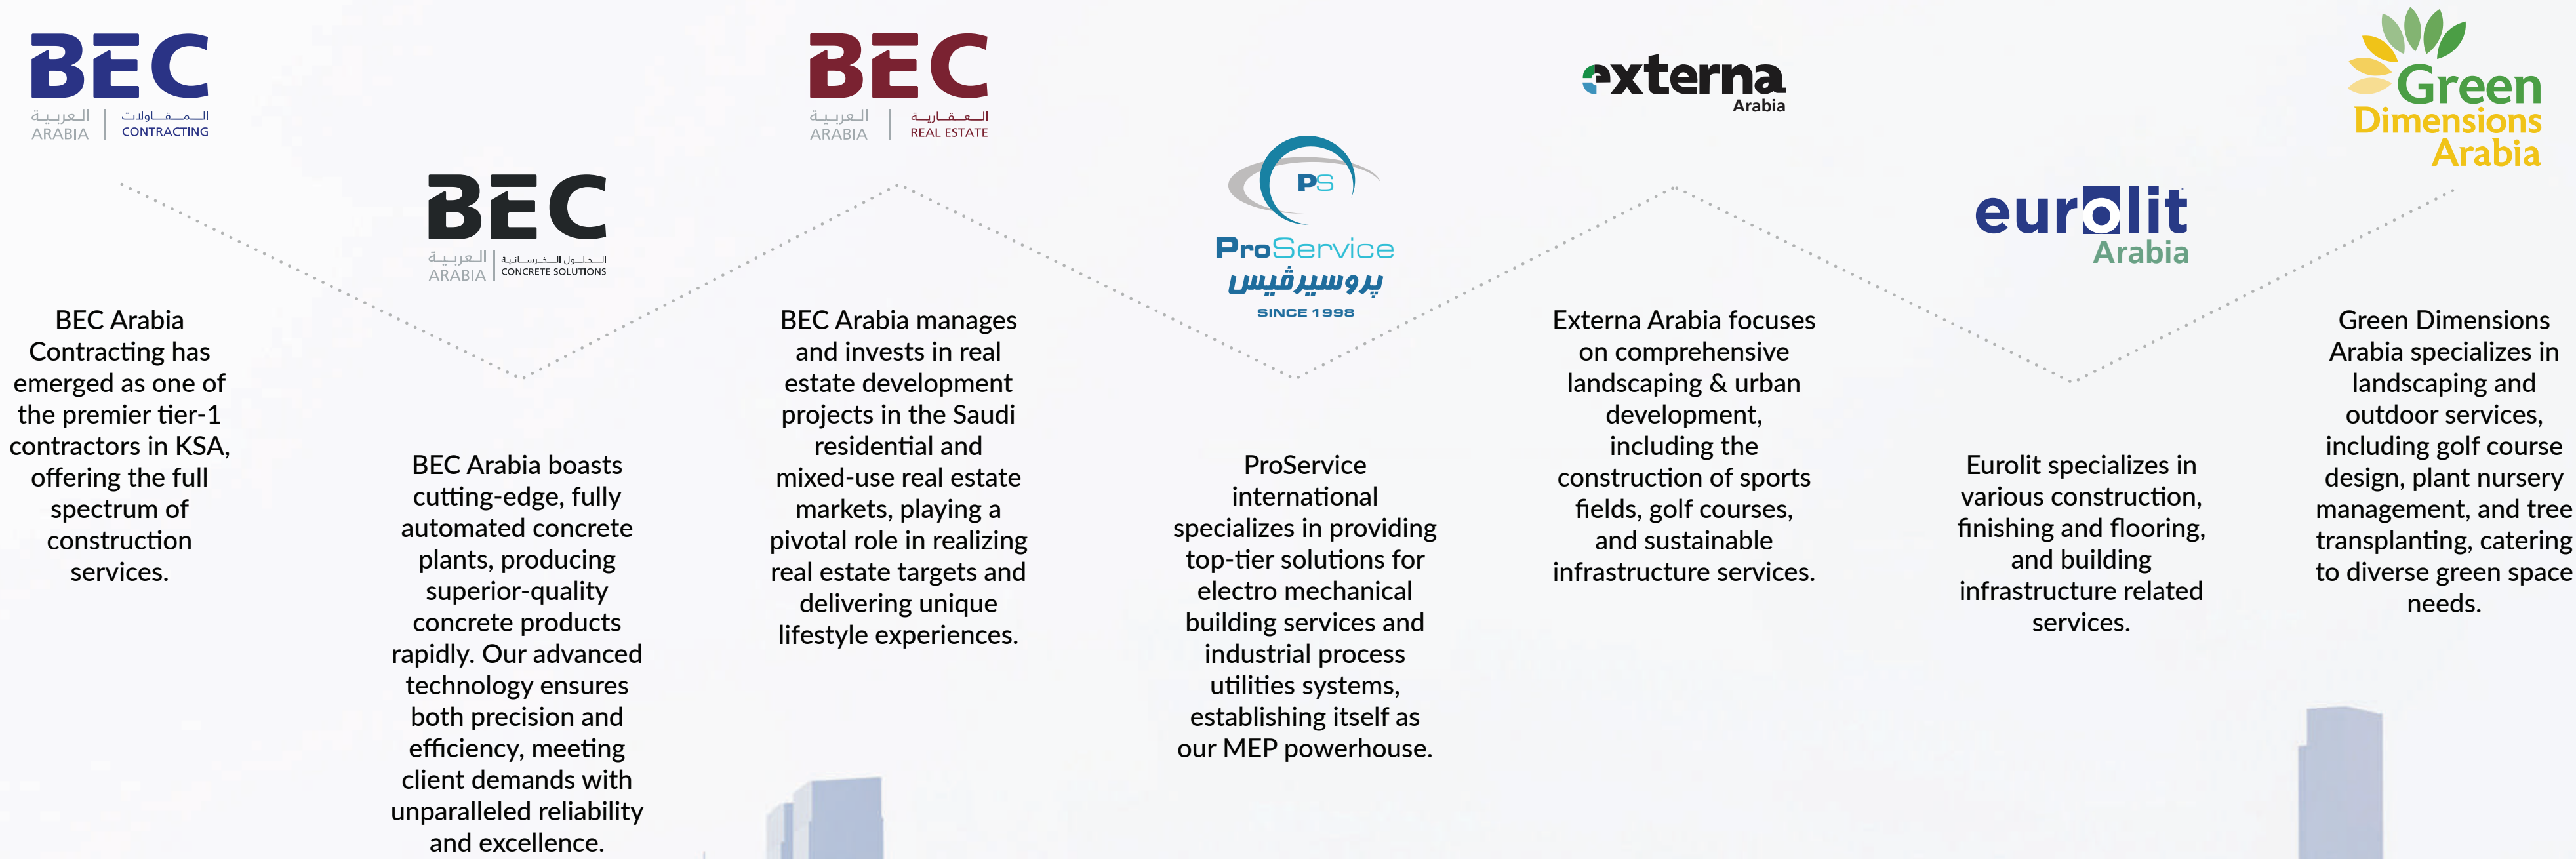 BEC
العربية
ARABIA
المقاولات
CONTRACTING
BEC Arabia
Contracting has
emerged as one of
the premier tier-1
contractors in KSA,
offering the full
spectrum of
construction
services.
BEC
العربية
ARABIA
الحلول الخرسانية
CONCRETE SOLUTIONS
BEC Arabia boasts
cutting-edge, fully
automated concrete
plants, producing
superior-quality
concrete products
rapidly. Our advanced
technology ensures
both precision and
efficiency, meeting
client demands with
unparalleled reliability
and excellence.
BEC
العربية
ARABIA
العقارية
REAL ESTATE
BEC Arabia manages
and invests in real
estate development
projects in the Saudi
residential and
mixed-use real estate
markets, playing a
pivotal role in realizing
real estate targets and
delivering unique
lifestyle experiences.
PS
ProService
پروسيرڤيس
SINCE 1998
ProService
international
specializes in providing
top-tier solutions for
electro mechanical
building services and
industrial process
utilities systems,
establishing itself as
our MEP powerhouse.
externa
Arabia
Externa Arabia focuses
on comprehensive
landscaping & urban
development,
including the
construction of sports
fields, golf courses,
and sustainable
infrastructure services.
eurolit
Arabia
Eurolit specializes in
various construction,
finishing and flooring,
and building
infrastructure related
services.
Green
Dimensions
Arabia
Green Dimensions
Arabia specializes in
landscaping and
outdoor services,
including golf course
design, plant nursery
management, and tree
transplanting, catering
to diverse green space
needs.